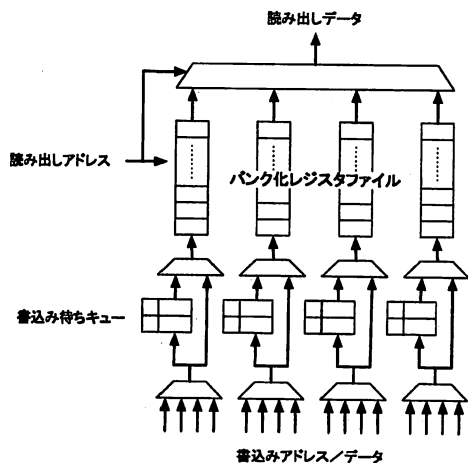 読み出しデータ
読み出しアドレス
バンク化レジスタファイル
書込み待ちキュー
書込みアドレス/データ